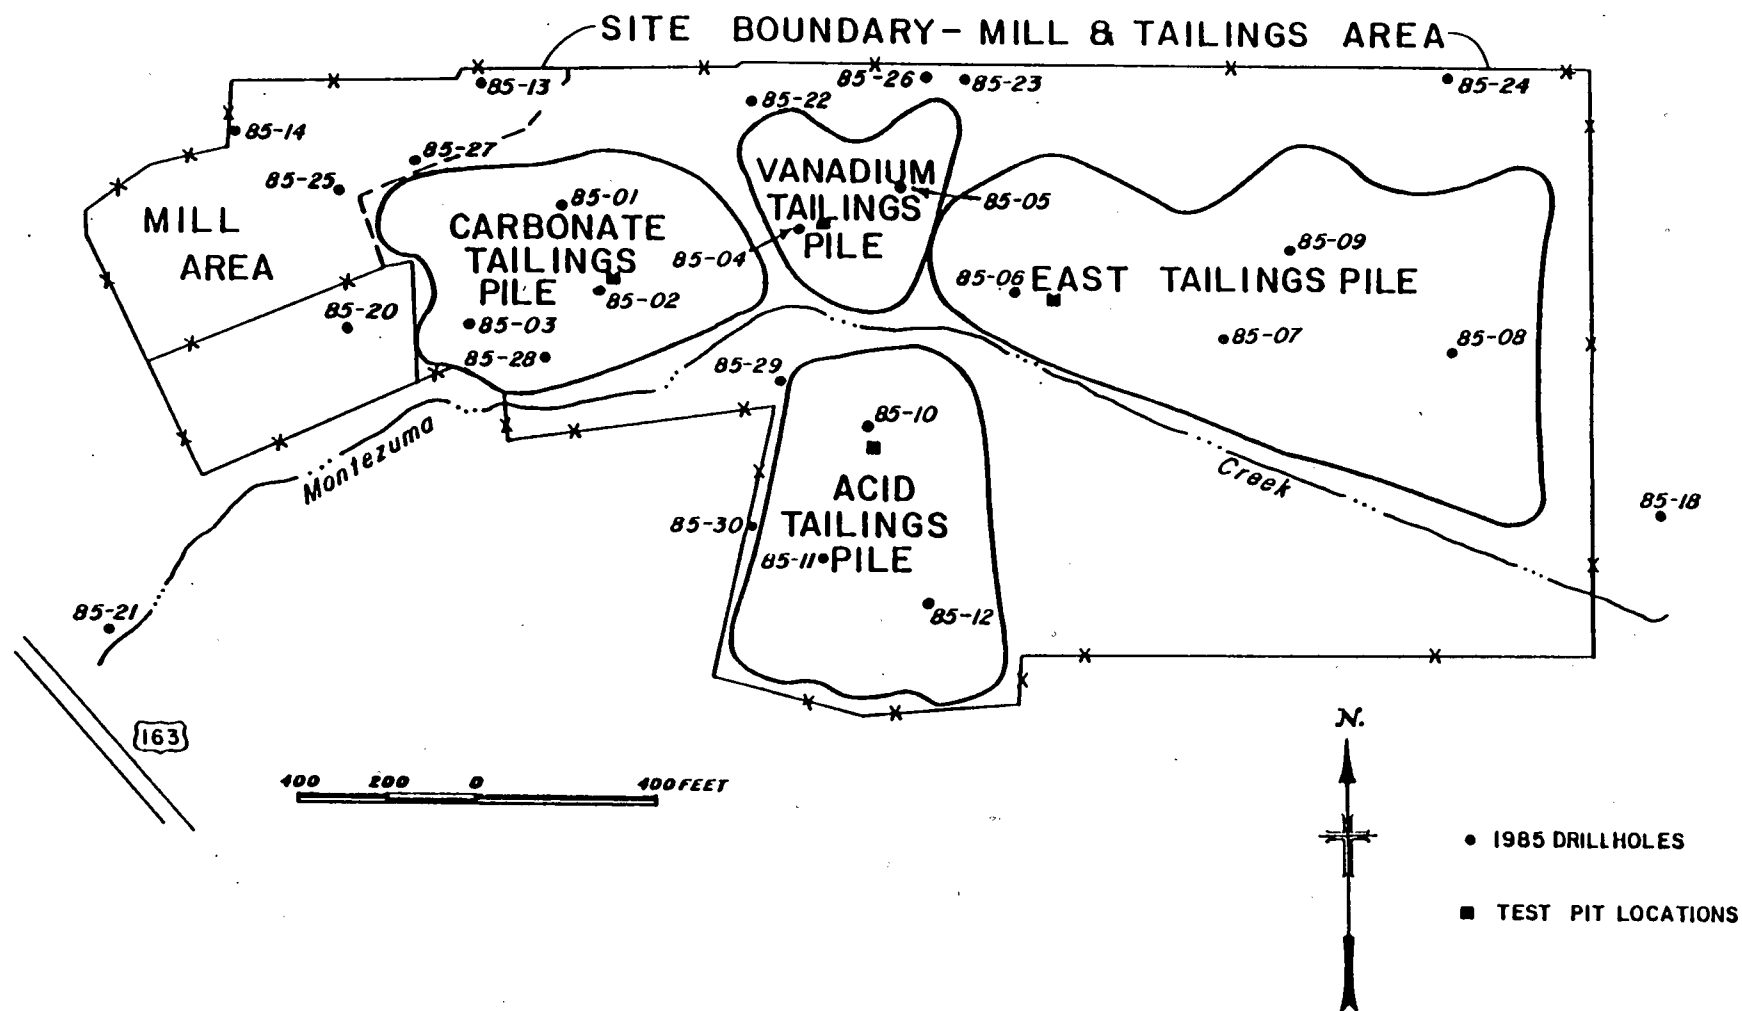 SITE BOUNDARY- MILL & TAILINGS AREA
85-13
85-26
85-23
85-24
85-22
85-14
85-27
85-25
VANADIUM
TAILINGS
PILE
85-05
85-04
85-01
CARBONATE
TAILINGS
PILE
85-02
85-03
85-28
MILL
AREA
85-20
85-09
85-06
EAST TAILINGS PILE
85-07
85-08
85-29
85-10
ACID
TAILINGS
PILE
85-30
85-11
85-12
Montezuma
Creek
85-18
85-21
163
400 200 0 400 FEET
N.
1985 DRILLHOLES
TEST PIT LOCATIONS